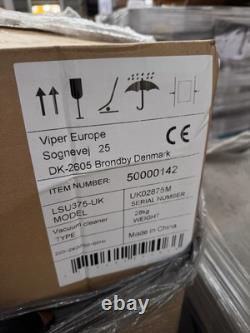 CE
Viper Europe
Sognevej 25
DK-2605 Brondby Denmark
ITEM NUMBER: 50000142
LSU375-UK UK02875M
MODEL SERIAL NUMBER
Vacuum cleaner 28kg
TYPE WEIGHT
Made in China